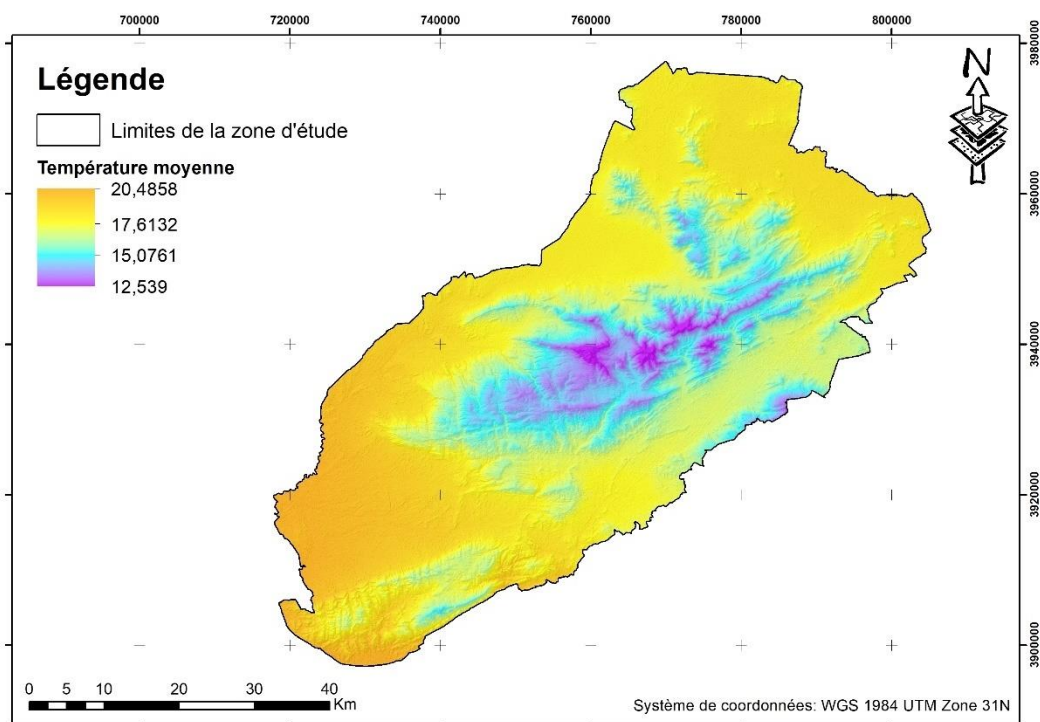 700000 720000 740000 760000 780000 800000
3980000
N
Légende
Limites de la zone d'étude
Température moyenne
20,4858
17,6132
15,0761
12,539
3960000
3940000
3920000
3900000
0 5 10 20 30 40
Km
Système de coordonnées: WGS 1984 UTM Zone 31N